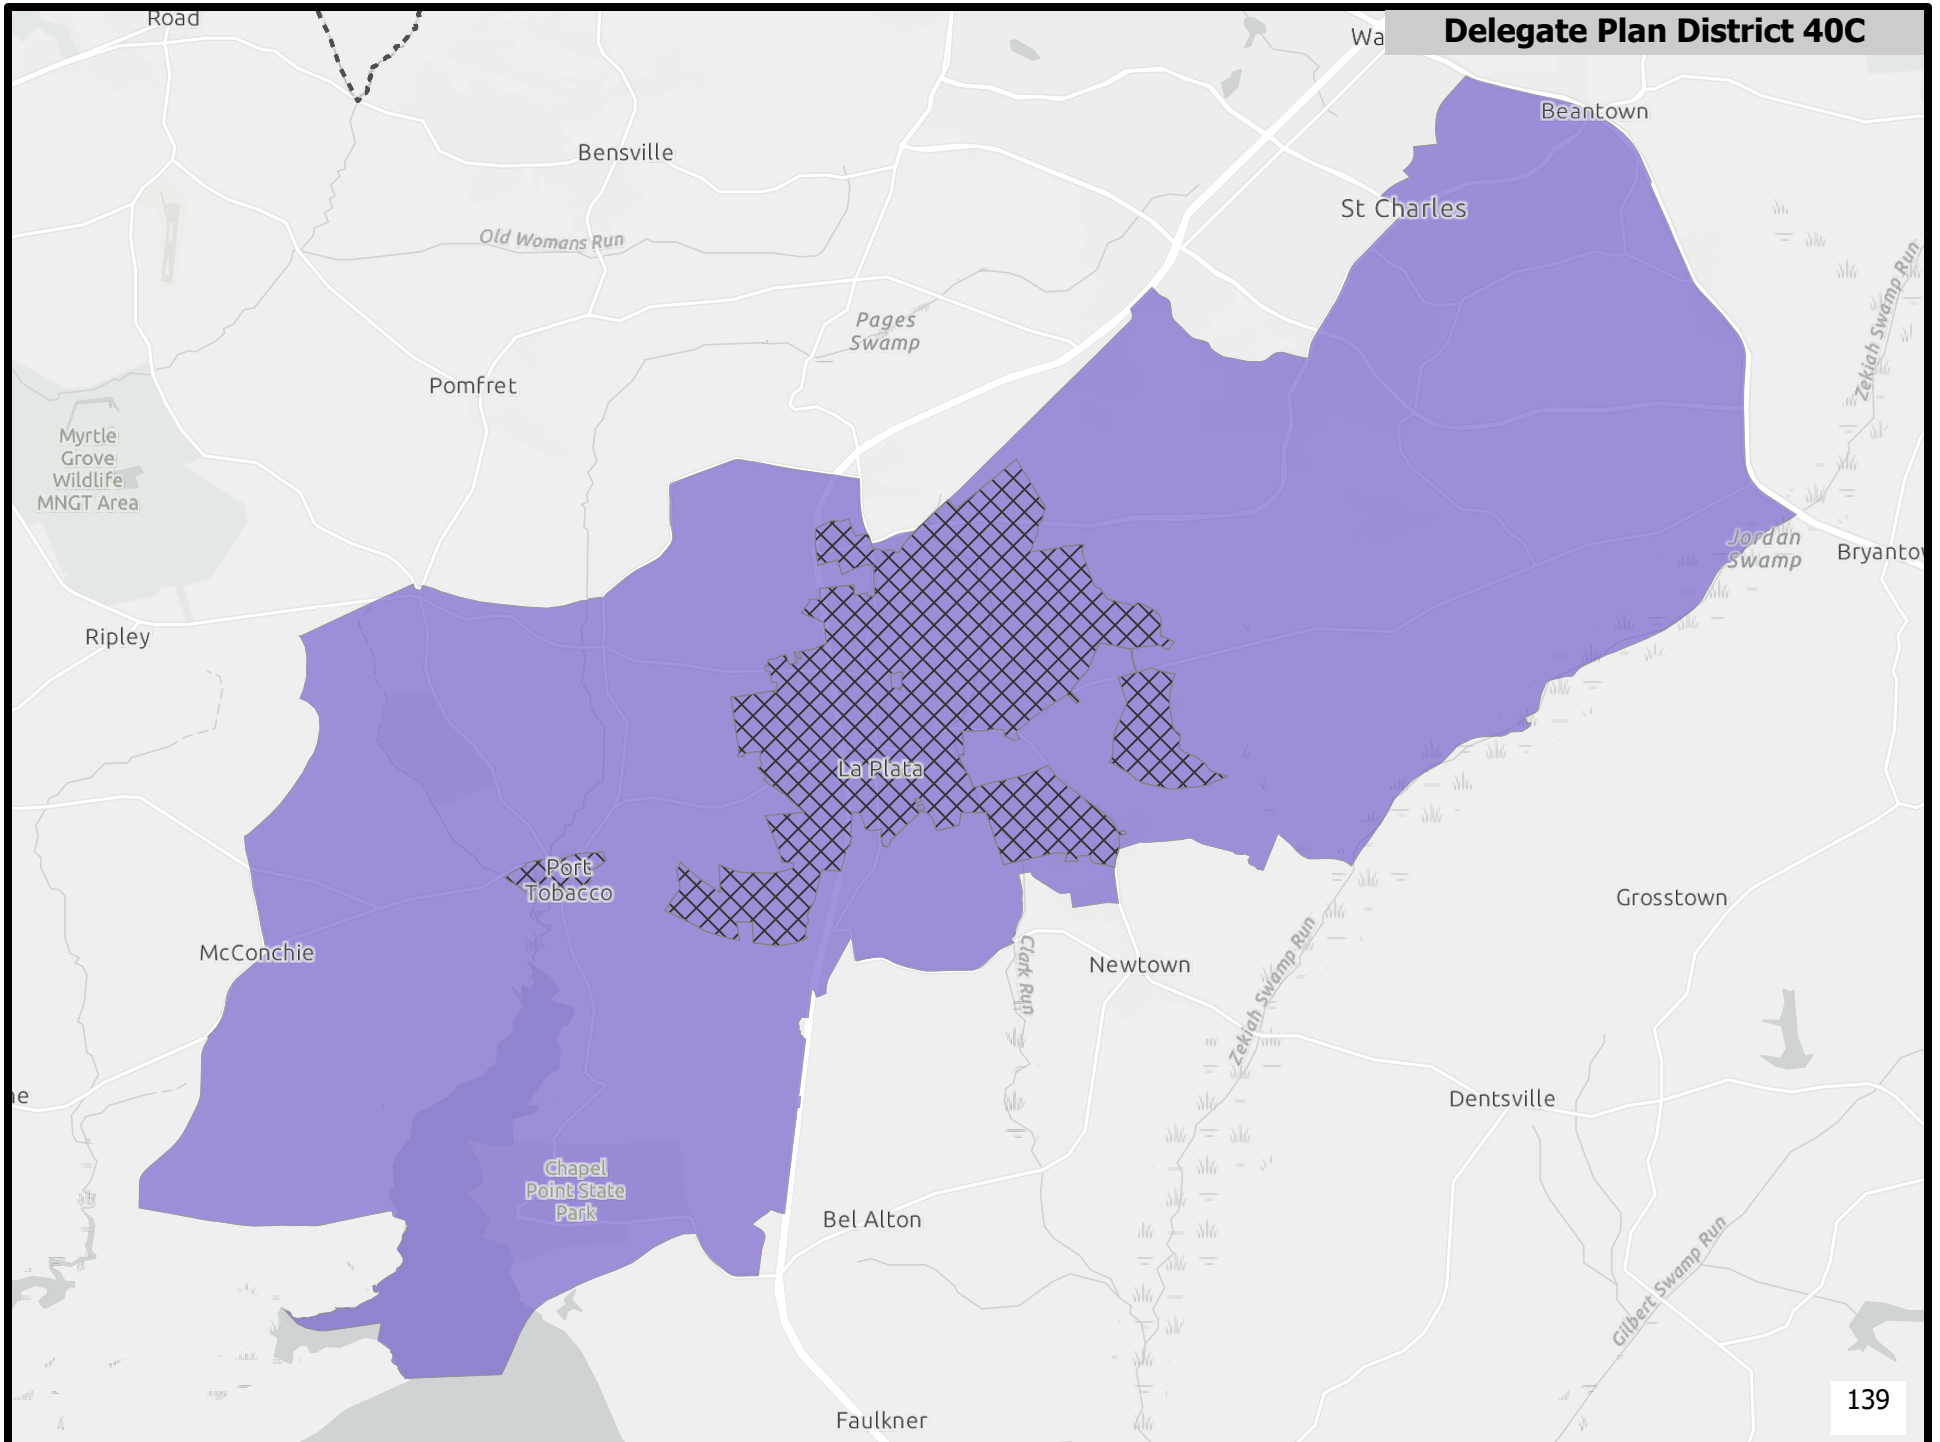 Road
Delegate Plan District 40C
Wa
Beantown
Bensville
St Charles
Old Womans Run
Zekiah Swamp Run
Pages
Swamp
Pomfret
Myrtle
Grove
Wildlife
MNGT Area
Jordan
Swamp
Bryanto
Ripley
La Plata
Port
Tobacco
Grosstown
McConchie
Clark Run
Newtown
Zekiah Swamp Run
ne
Dentsville
Chapel
Point State
Park
Bel Alton
Gilbert Swamp Run
139
Faulkner